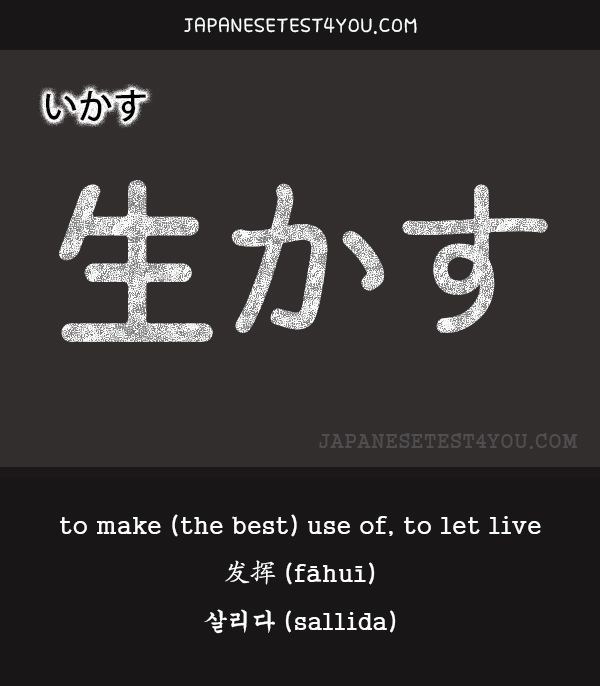 JAPANESETEST4YOU.COM
いかす
生かす
JAPANESETEST4YOU.COM
to make (the best) use of, to let live
发挥 (fāhuī)
살리다 (sallida)